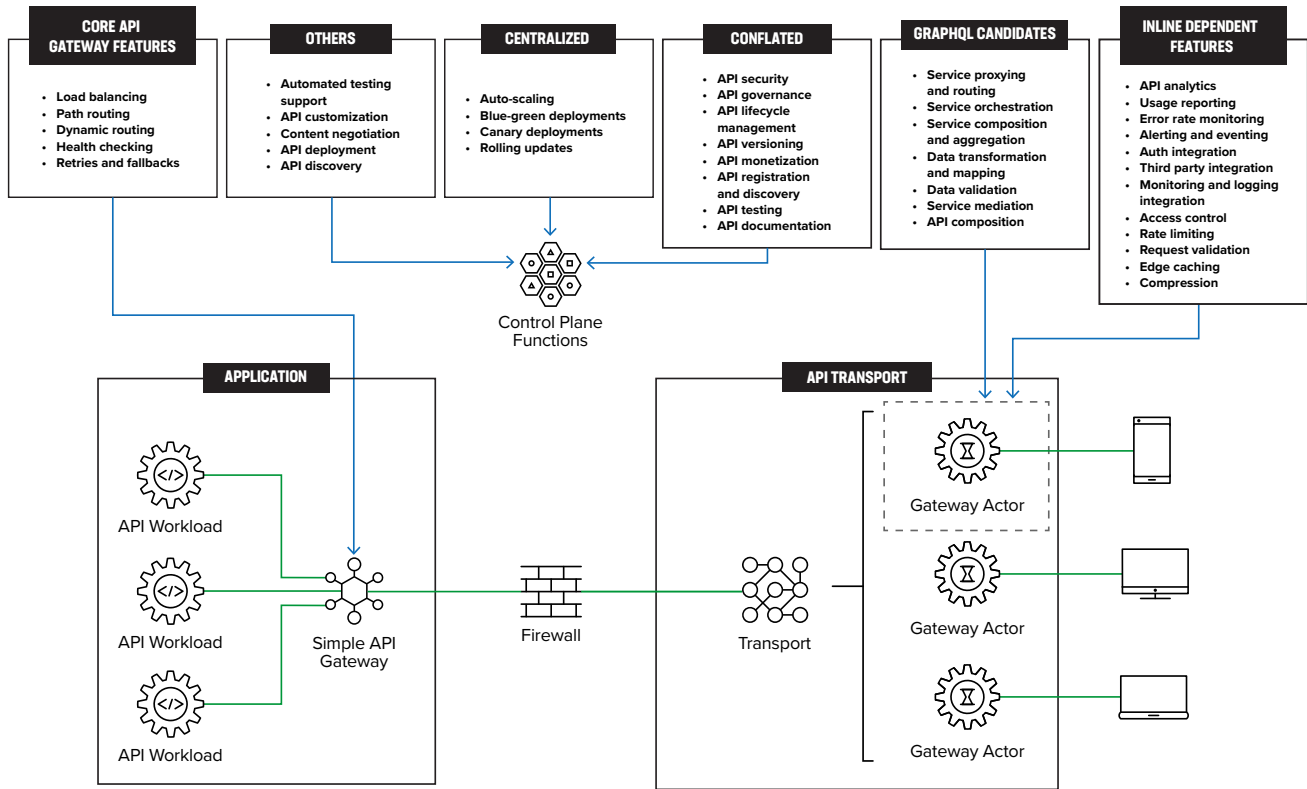 CORE API
GATEWAY FEATURES
• Load balancing
• Path routing
• Dynamic routing
• Health checking
• Retries and fallbacks
OTHERS
• Automated testing
support
• API customization
• Content negotiation
• API deployment
• API discovery
CENTRALIZED
• Auto-scaling
• Blue-green deployments
• Canary deployments
• Rolling updates
CONFLATED
• API security
• API governance
• API lifecycle
management
• API versioning
• API monetization
• API registration
and discovery
• API testing
• API documentation
GRAPHQL CANDIDATES
• Service proxying
and routing
• Service orchestration
• Service composition
and aggregation
• Data transformation
and mapping
• Data validation
• Service mediation
• API composition
INLINE DEPENDENT
FEATURES
• API analytics
• Usage reporting
• Error rate monitoring
• Alerting and eventing
• Auth integration
• Third party integration
• Monitoring and logging
integration
• Access control
• Rate limiting
• Request validation
• Edge caching
• Compression
Control Plane
Functions
APPLICATION
</>
API Workload
</>
API Workload
</>
API Workload
Simple API
Gateway
Firewall
API TRANSPORT
Transport
Gateway Actor
Gateway Actor
Gateway Actor